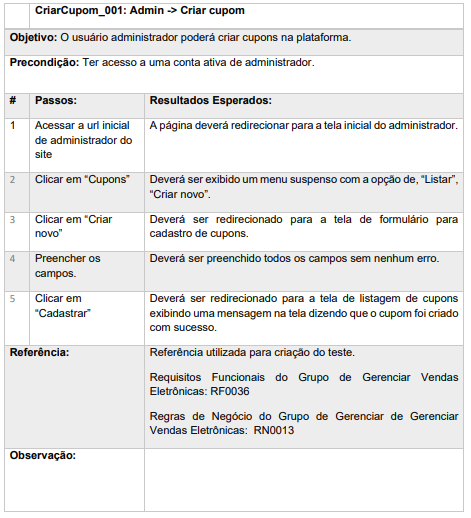 CriarCupom_001: Admin -> Criar cupom
Objetivo: O usuário administrador poderá criar cupons na plataforma.
Precondição: Ter acesso a uma conta ativa de administrador.
# Passos: Resultados Esperados:
1 Acessar a url inicial A página deverá redirecionar para a tela inicial do administrador.
de administrador do
site
2 Clicar em “Cupons” Deverá ser exibido um menu suspenso com a opção de, “Listar”,
“Criar novo”.
3 Clicar em “Criar Deverá ser redirecionado para a tela de formulário para
novo” cadastro de cupons.
4 Preencher os Deverá ser preenchido todos os campos sem nenhum erro.
campos.
5 Clicar em Deverá ser redirecionado para a tela de listagem de cupons
“Cadastrar” exibindo uma mensagem na tela dizendo que o cupom foi criado
com sucesso.
Referência: Referência utilizada para criação do teste.
Requisitos Funcionais do Grupo de Gerenciar Vendas
Eletrônicas: RF0036
Regras de Negócio do Grupo de Gerenciar de Gerenciar
Vendas Eletrônicas: RN0013
Observação: